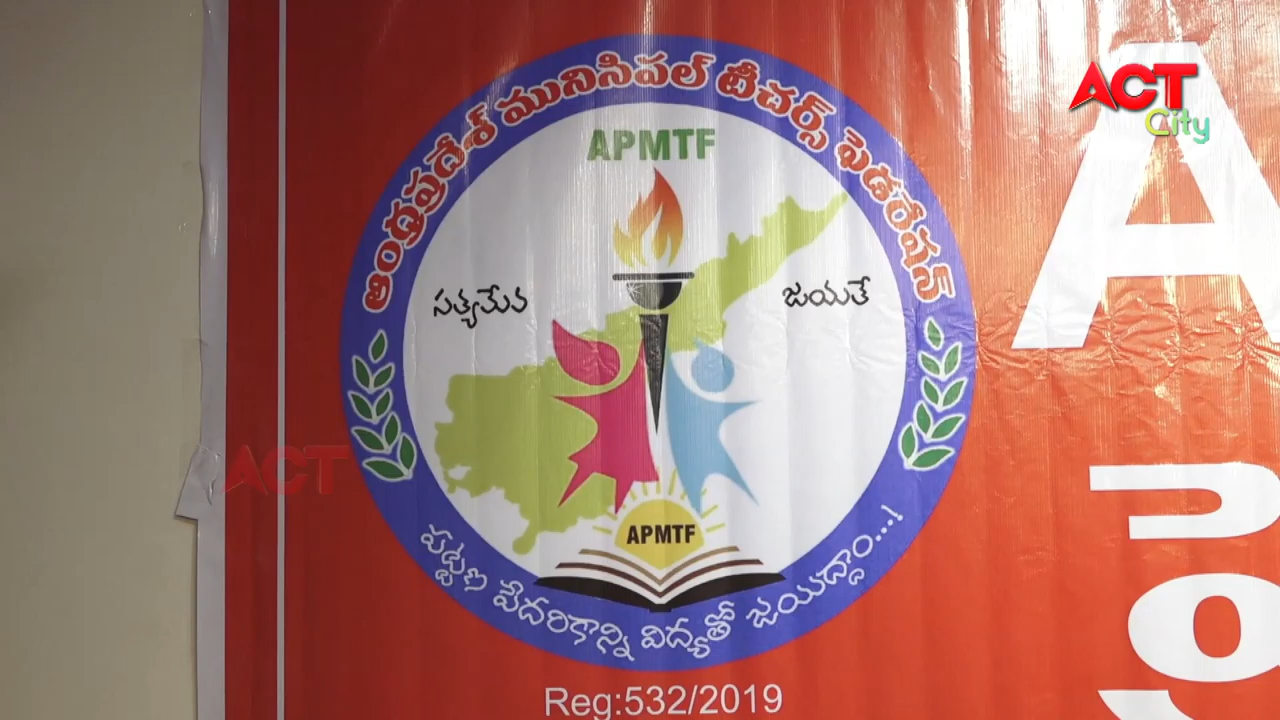 ACT
City
ఆంధ్రప్రదేశ్ మునిసిపల్ టీచర్స్ ఫెడరేషన్
APMTF
సత్యమేవ జయతే
APMTF
పట్టణ పేదరికాన్ని విద్యతో జయిద్దాం...!
Reg:532/2019
A
ACT